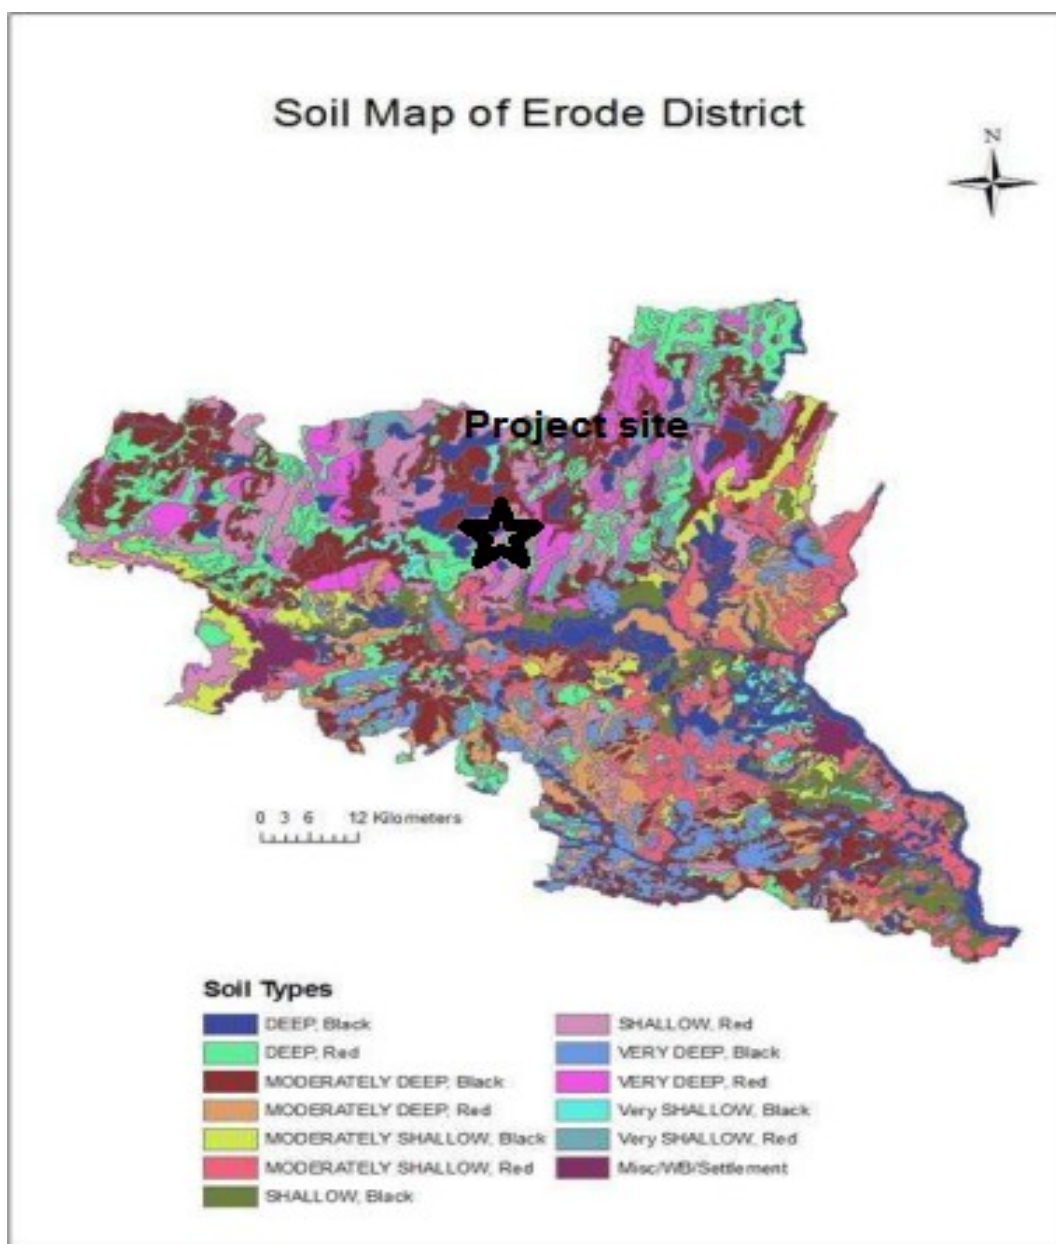 Soil Map of Erode District
N
Project site
0 3 6 12 Kilometers
Soil Types
DEEP, Black
DEEP, Red
MODERATELY DEEP, Black
MODERATELY DEEP, Red
MODERATELY SHALLOW, Black
MODERATELY SHALLOW, Red
SHALLOW, Black
SHALLOW, Red
VERY DEEP, Black
VERY DEEP, Red
Very SHALLOW, Black
Very SHALLOW, Red
Misc/WB/Settlement